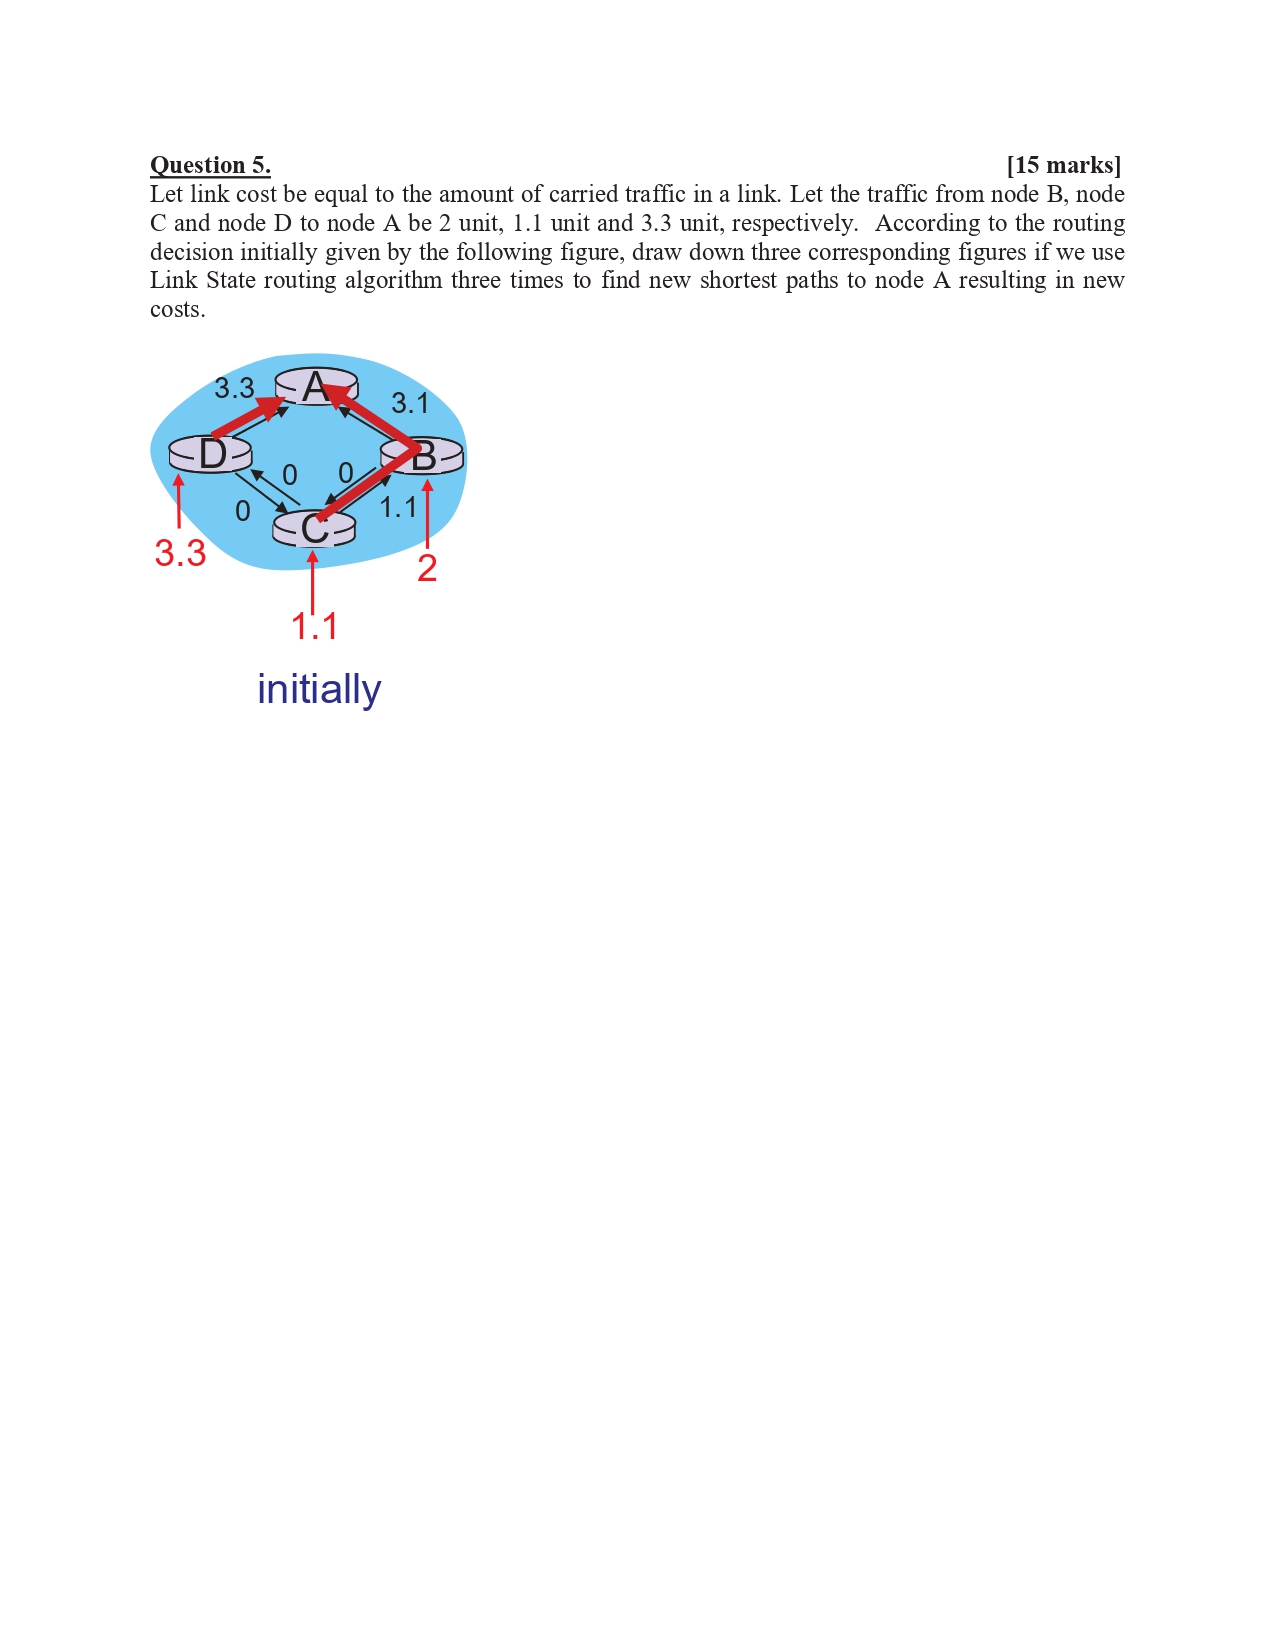 Question 5. [15 marks]
Let link cost be equal to the amount of carried traffic in a link. Let the traffic from node B, node
C and node D to node A be 2 unit, 1.1 unit and 3.3 unit, respectively. According to the routing
decision initially given by the following figure, draw down three corresponding figures if we use
Link State routing algorithm three times to find new shortest paths to node A resulting in new
costs.
3.3 A 3.1
D B
0 0
0 1.1
C
3.3 2
1.1
initially